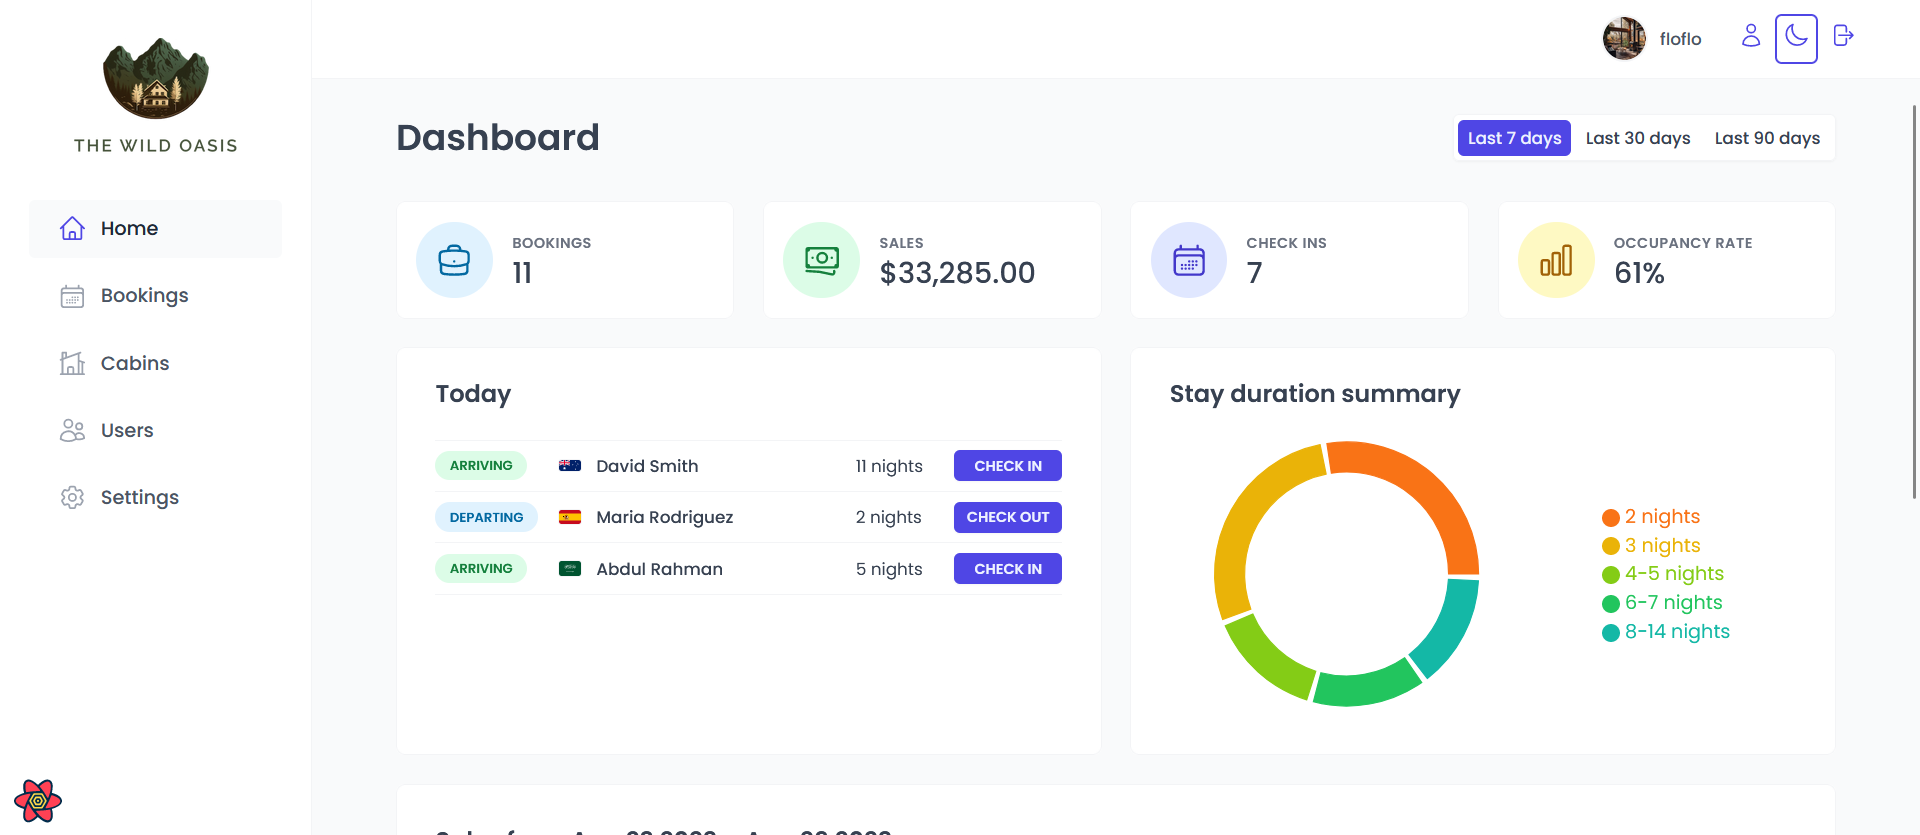 THE WILD OASIS
Home
Bookings
Cabins
Users
Settings
floflo
Dashboard
Last 7 days Last 30 days Last 90 days
BOOKINGS
11
SALES
$33,285.00
CHECK INS
7
OCCUPANCY RATE
61%
Today
ARRIVING David Smith 11 nights CHECK IN
DEPARTING Maria Rodriguez 2 nights CHECK OUT
ARRIVING Abdul Rahman 5 nights CHECK IN
Stay duration summary
2 nights
3 nights
4-5 nights
6-7 nights
8-14 nights